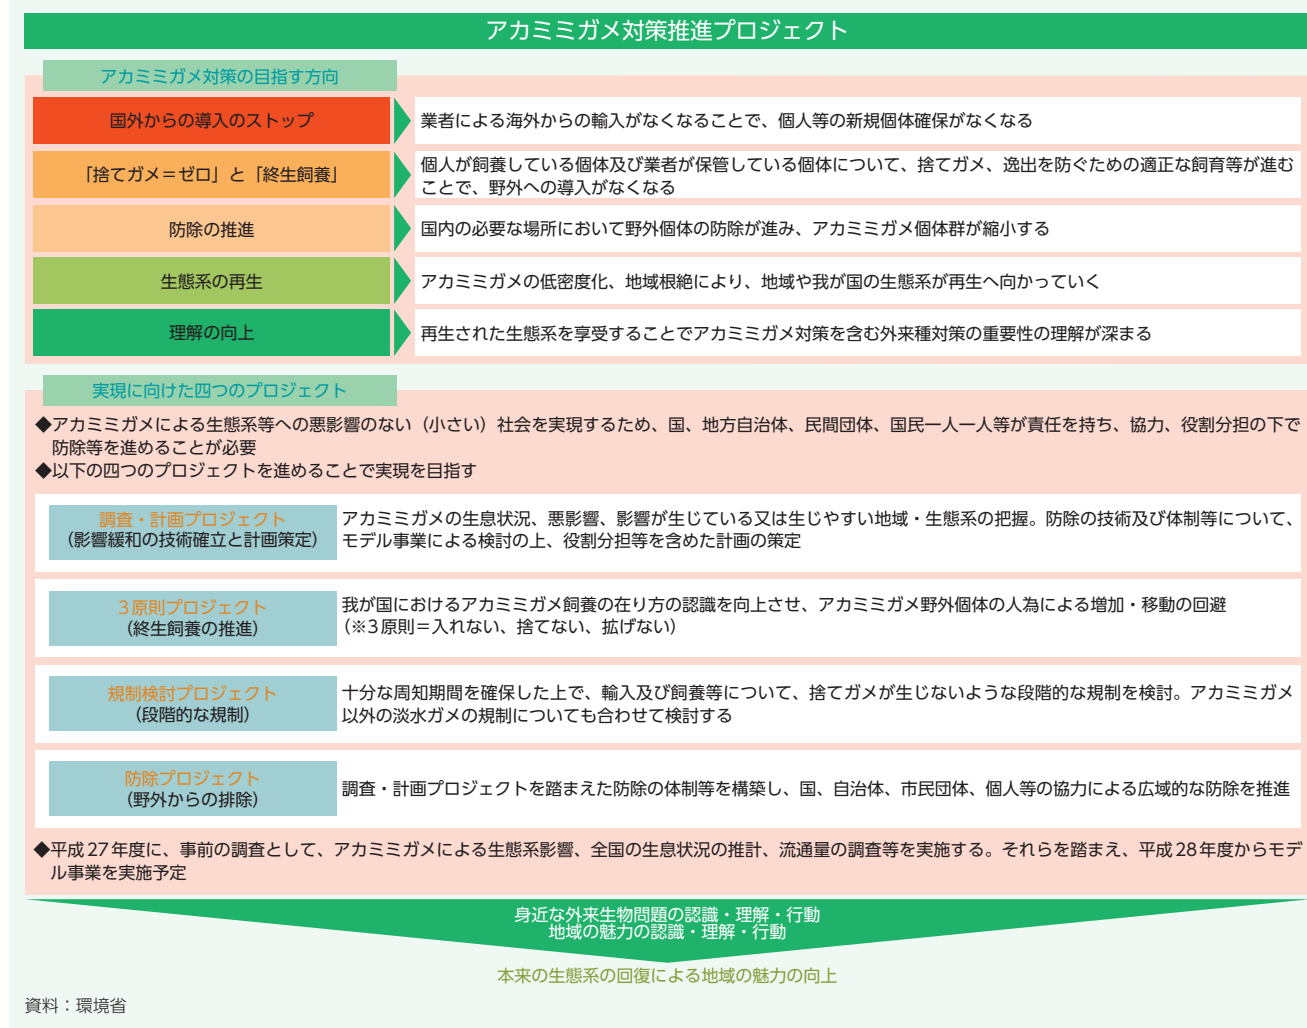 アカミミガメ対策推進プロジェクト
アカミミガメ対策の目指す方向
国外からの導入のストップ
業者による海外からの輸入がなくなることで、個人等の新規個体確保がなくなる
「捨てガメ＝ゼロ」と「終生飼養」
個人が飼養している個体及び業者が保管している個体について、捨てガメ、逸出を防ぐための適正な飼育等が進む
ことで、野外への導入がなくなる
防除の推進
国内の必要な場所において野外個体の防除が進み、アカミミガメ個体群が縮小する
生態系の再生
アカミミガメの低密度化、地域根絶により、地域や我が国の生態系が再生へ向かっていく
理解の向上
再生された生態系を享受することでアカミミガメ対策を含む外来種対策の重要性の理解が深まる
実現に向けた四つのプロジェクト
◆アカミミガメによる生態系等への悪影響のない（小さい）社会を実現するため、国、地方自治体、民間団体、国民一人一人等が責任を持ち、協力、役割分担の下で
防除等を進めることが必要
◆以下の四つのプロジェクトを進めることで実現を目指す
調査・計画プロジェクト
（影響緩和の技術確立と計画策定）
アカミミガメの生息状況、悪影響、影響が生じている又は生じやすい地域・生態系の把握。防除の技術及び体制等について、
モデル事業による検討の上、役割分担等を含めた計画の策定
３原則プロジェクト
（終生飼養の推進）
我が国におけるアカミミガメ飼養の在り方の認識を向上させ、アカミミガメ野外個体の人為による増加・移動の回避
（※３原則＝入れない、捨てない、拡げない）
規制検討プロジェクト
（段階的な規制）
十分な周知期間を確保した上で、輸入及び飼養等について、捨てガメが生じないような段階的な規制を検討。アカミミガメ
以外の淡水ガメの規制についても合わせて検討する
防除プロジェクト
（野外からの排除）
調査・計画プロジェクトを踏まえた防除の体制等を構築し、国、自治体、市民団体、個人等の協力による広域的な防除を推進
◆平成27年度に、事前の調査として、アカミミガメによる生態系影響、全国の生息状況の推計、流通量の調査等を実施する。それらを踏まえ、平成28年度からモデ
ル事業を実施予定
身近な外来生物問題の認識・理解・行動
地域の魅力の認識・理解・行動
本来の生態系の回復による地域の魅力の向上
資料：環境省